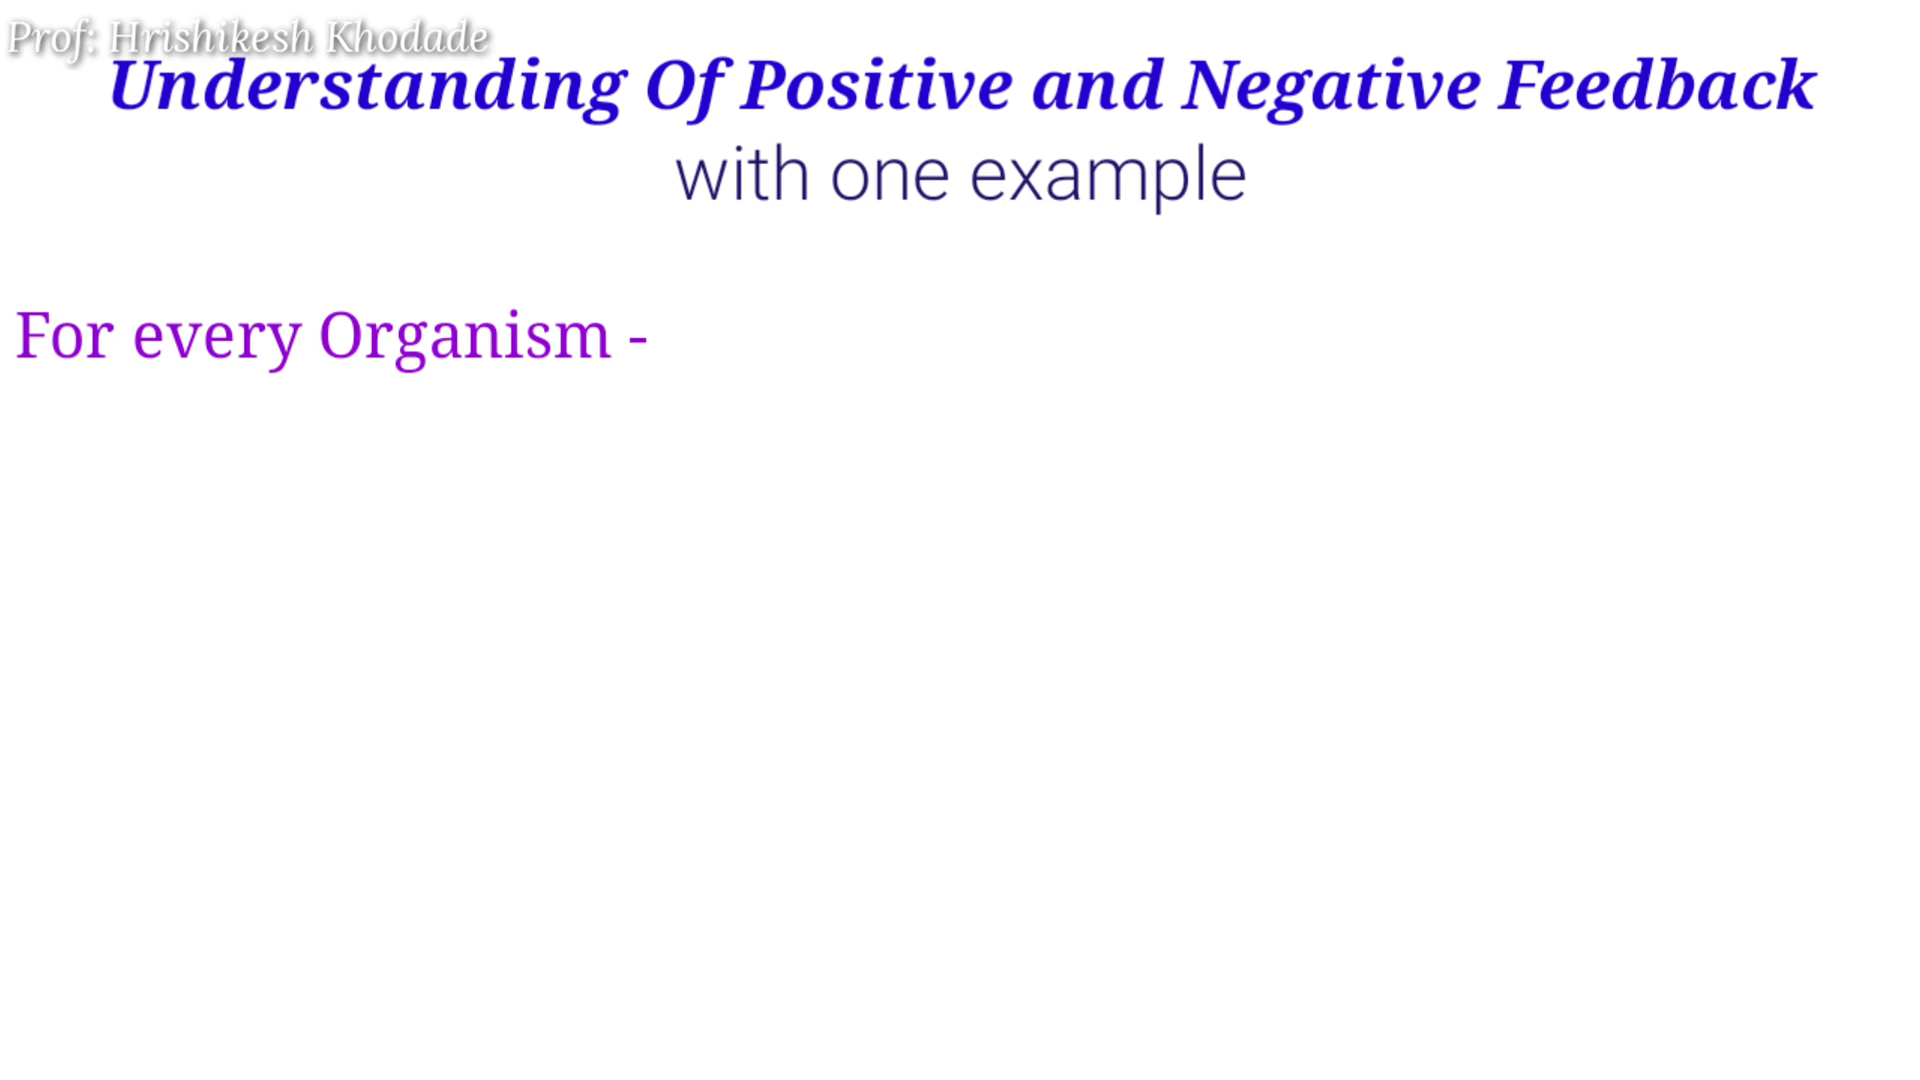 Prof: Hrishikesh Khodade
Understanding Of Positive and Negative Feedback
with one example
For every Organism -